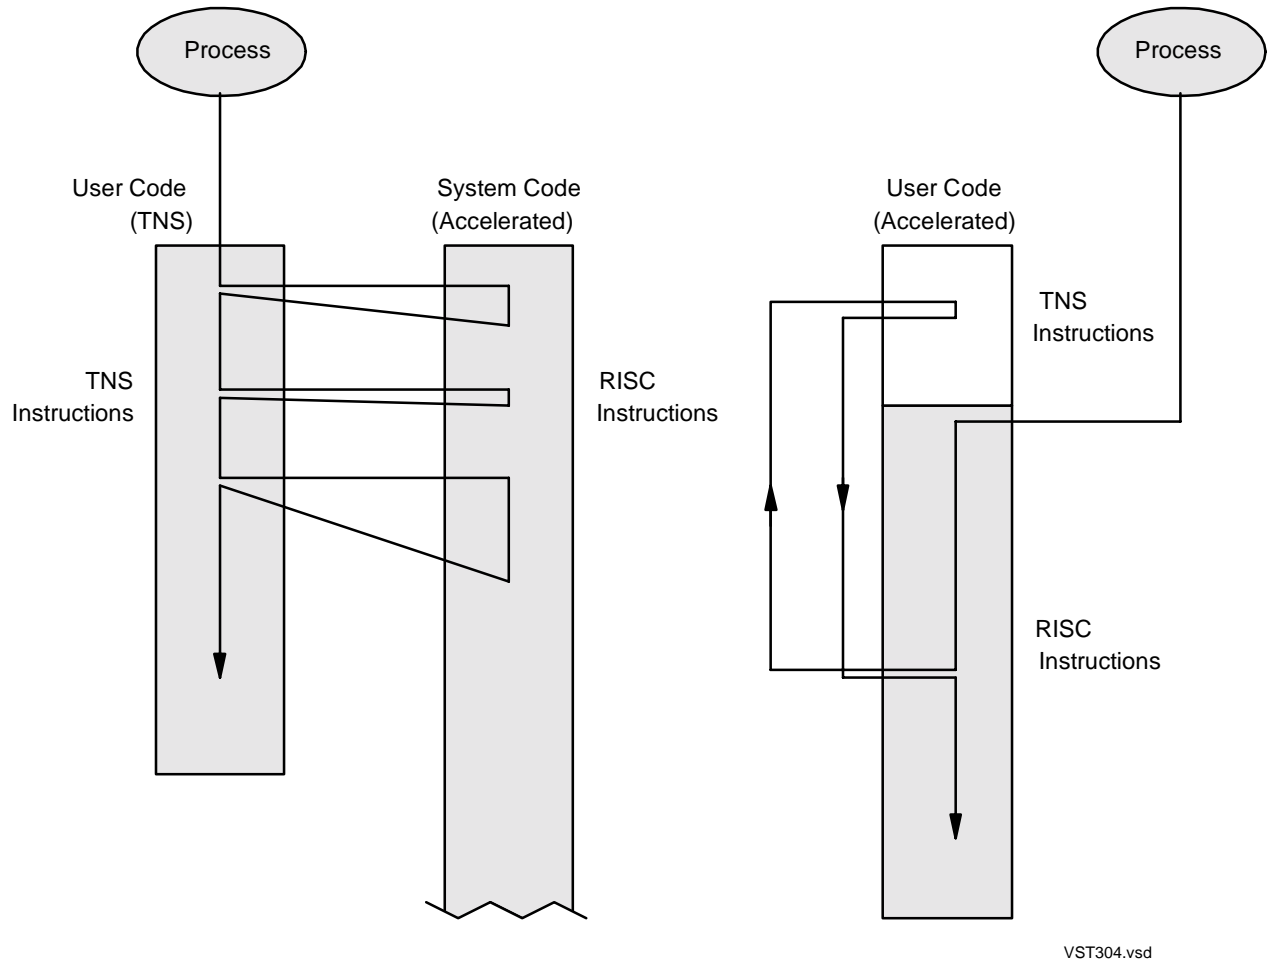 Process
Process
User Code
(TNS)
System Code
(Accelerated)
User Code
(Accelerated)
TNS
Instructions
RISC
Instructions
TNS
Instructions
RISC
Instructions
VST304.vsd